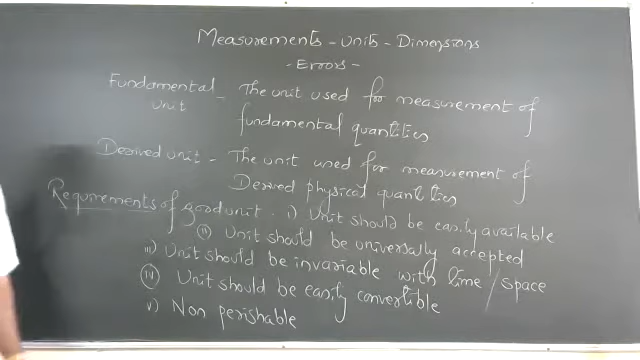 Measurements - Units - Dimensions
- Errors -
Fundamental unit - The unit used for measurement of
fundamental quantities
Derived unit - The unit used for measurement of
Derived physical quantities
Requirements of good unit. i) Unit should be easily available
ii) Unit should be universally accepted
iii) Unit should be invariable with time / space
iv) Unit should be easily convertible
v) Non perishable